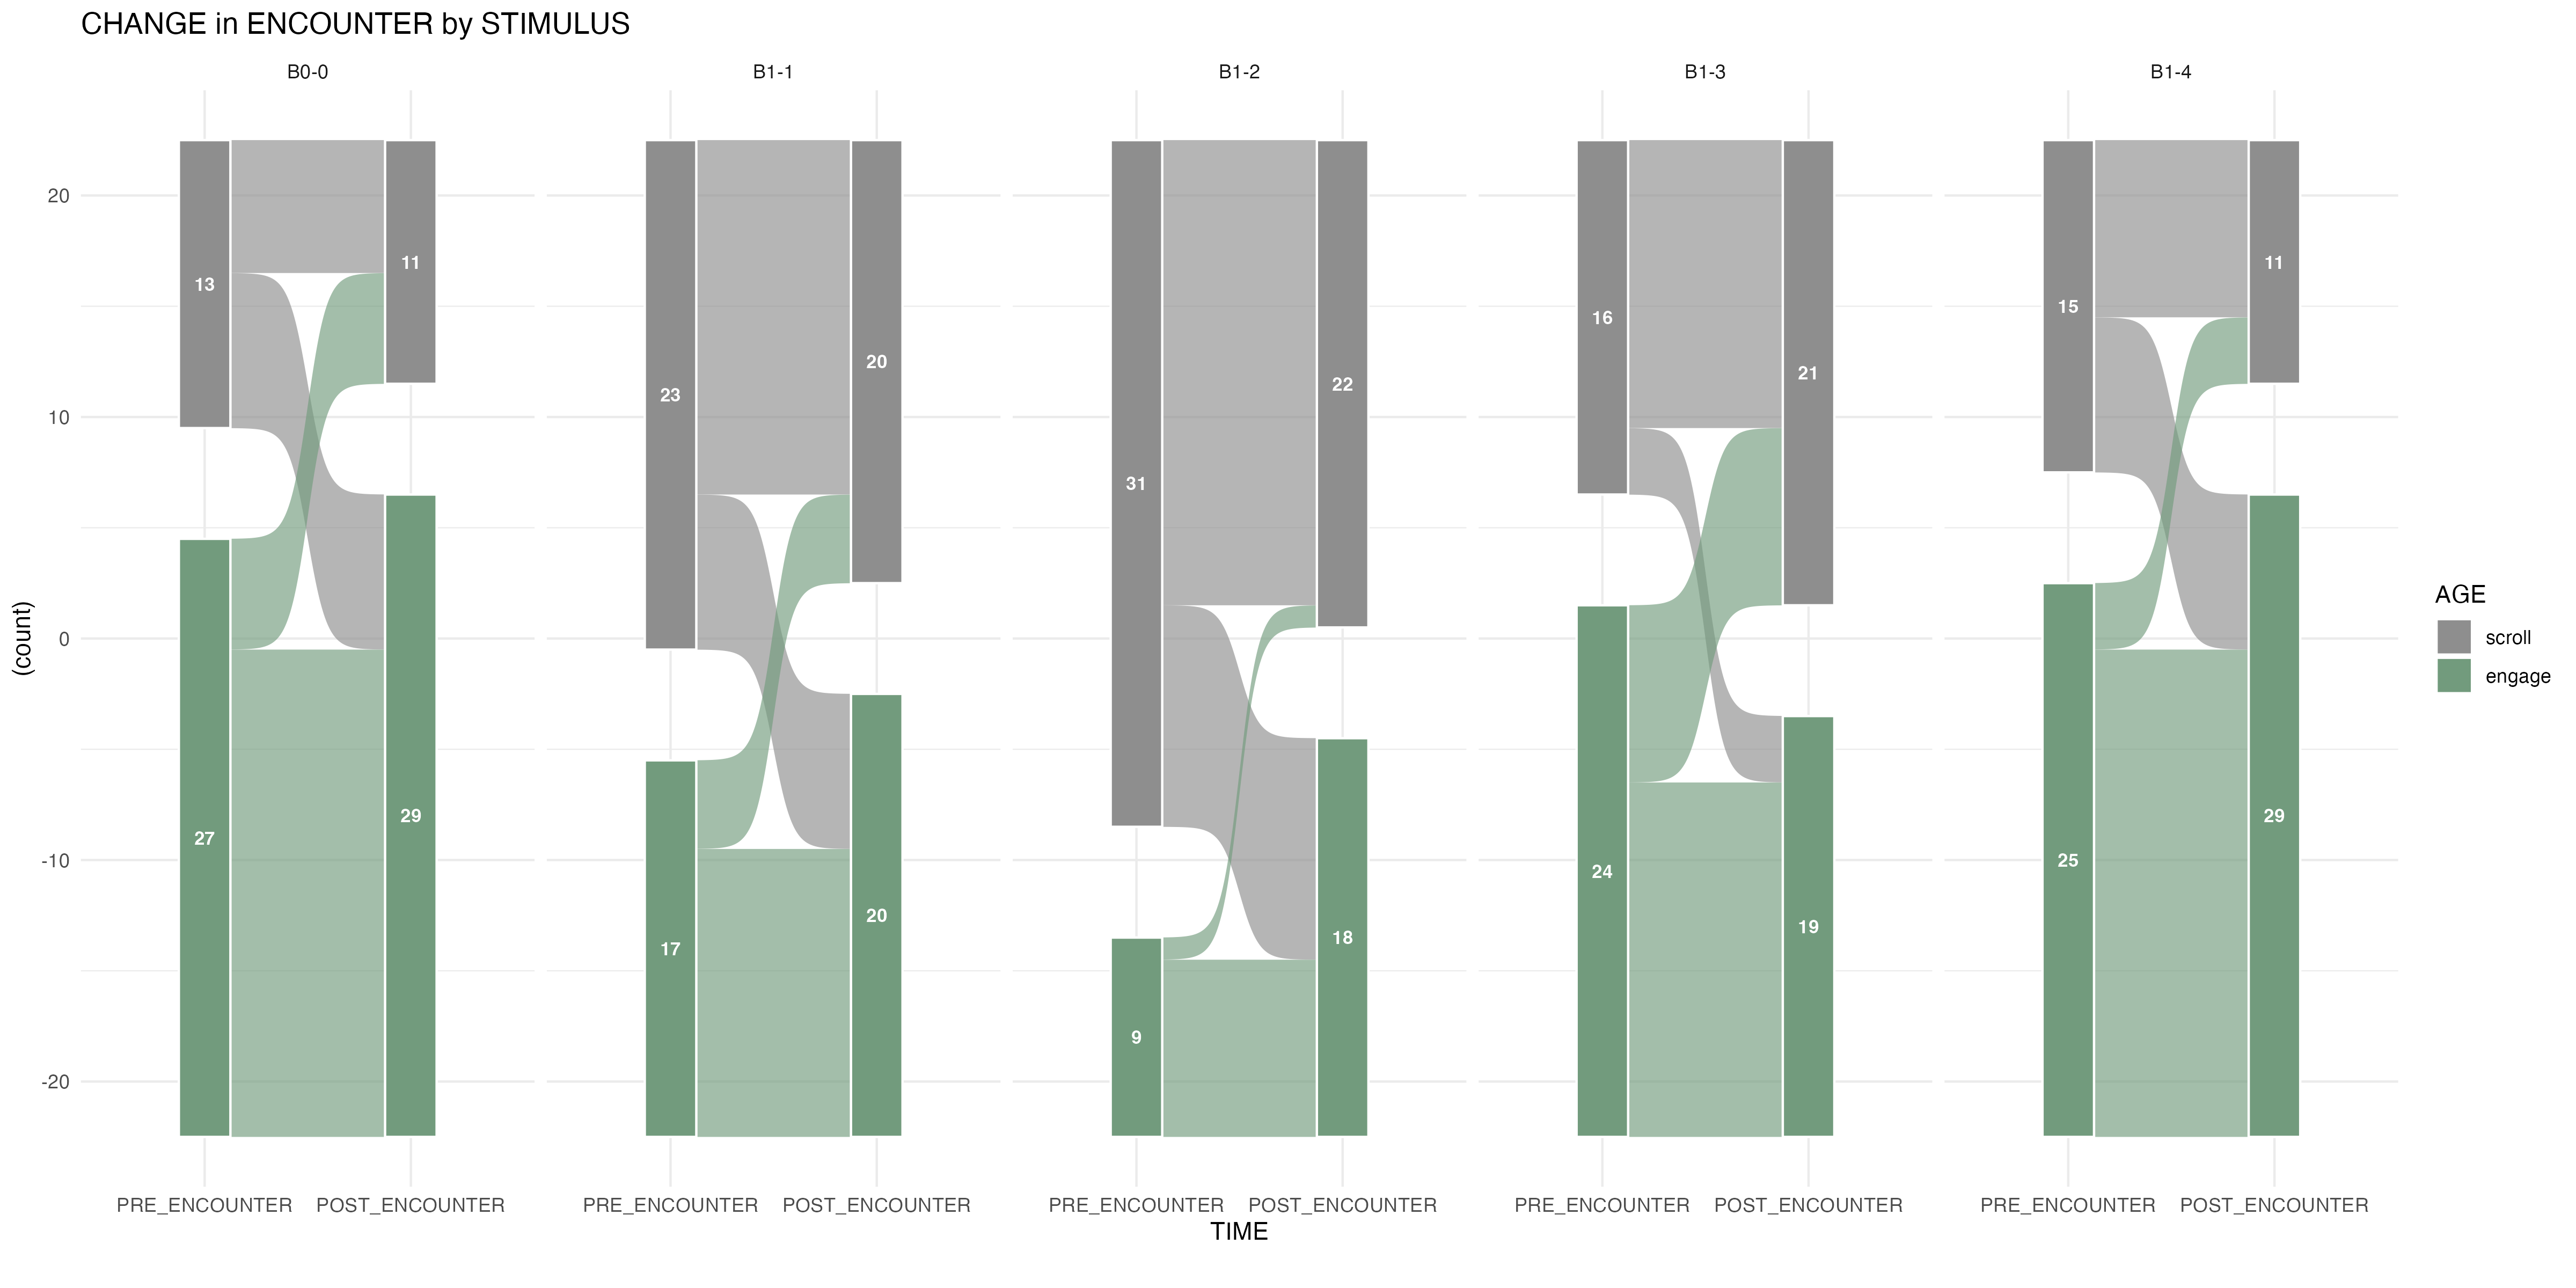 CHANGE in ENCOUNTER by STIMULUS
B0-0 B1-1 B1-2 B1-3 B1-4
20
10
0
-10
-20
(count)
13 11
27 29
23 20
17 20
31 22
9 18
16 21
24 19
15 11
25 29
PRE_ENCOUNTER POST_ENCOUNTER PRE_ENCOUNTER POST_ENCOUNTER PRE_ENCOUNTER POST_ENCOUNTER PRE_ENCOUNTER POST_ENCOUNTER PRE_ENCOUNTER POST_ENCOUNTER
TIME
AGE
scroll
engage